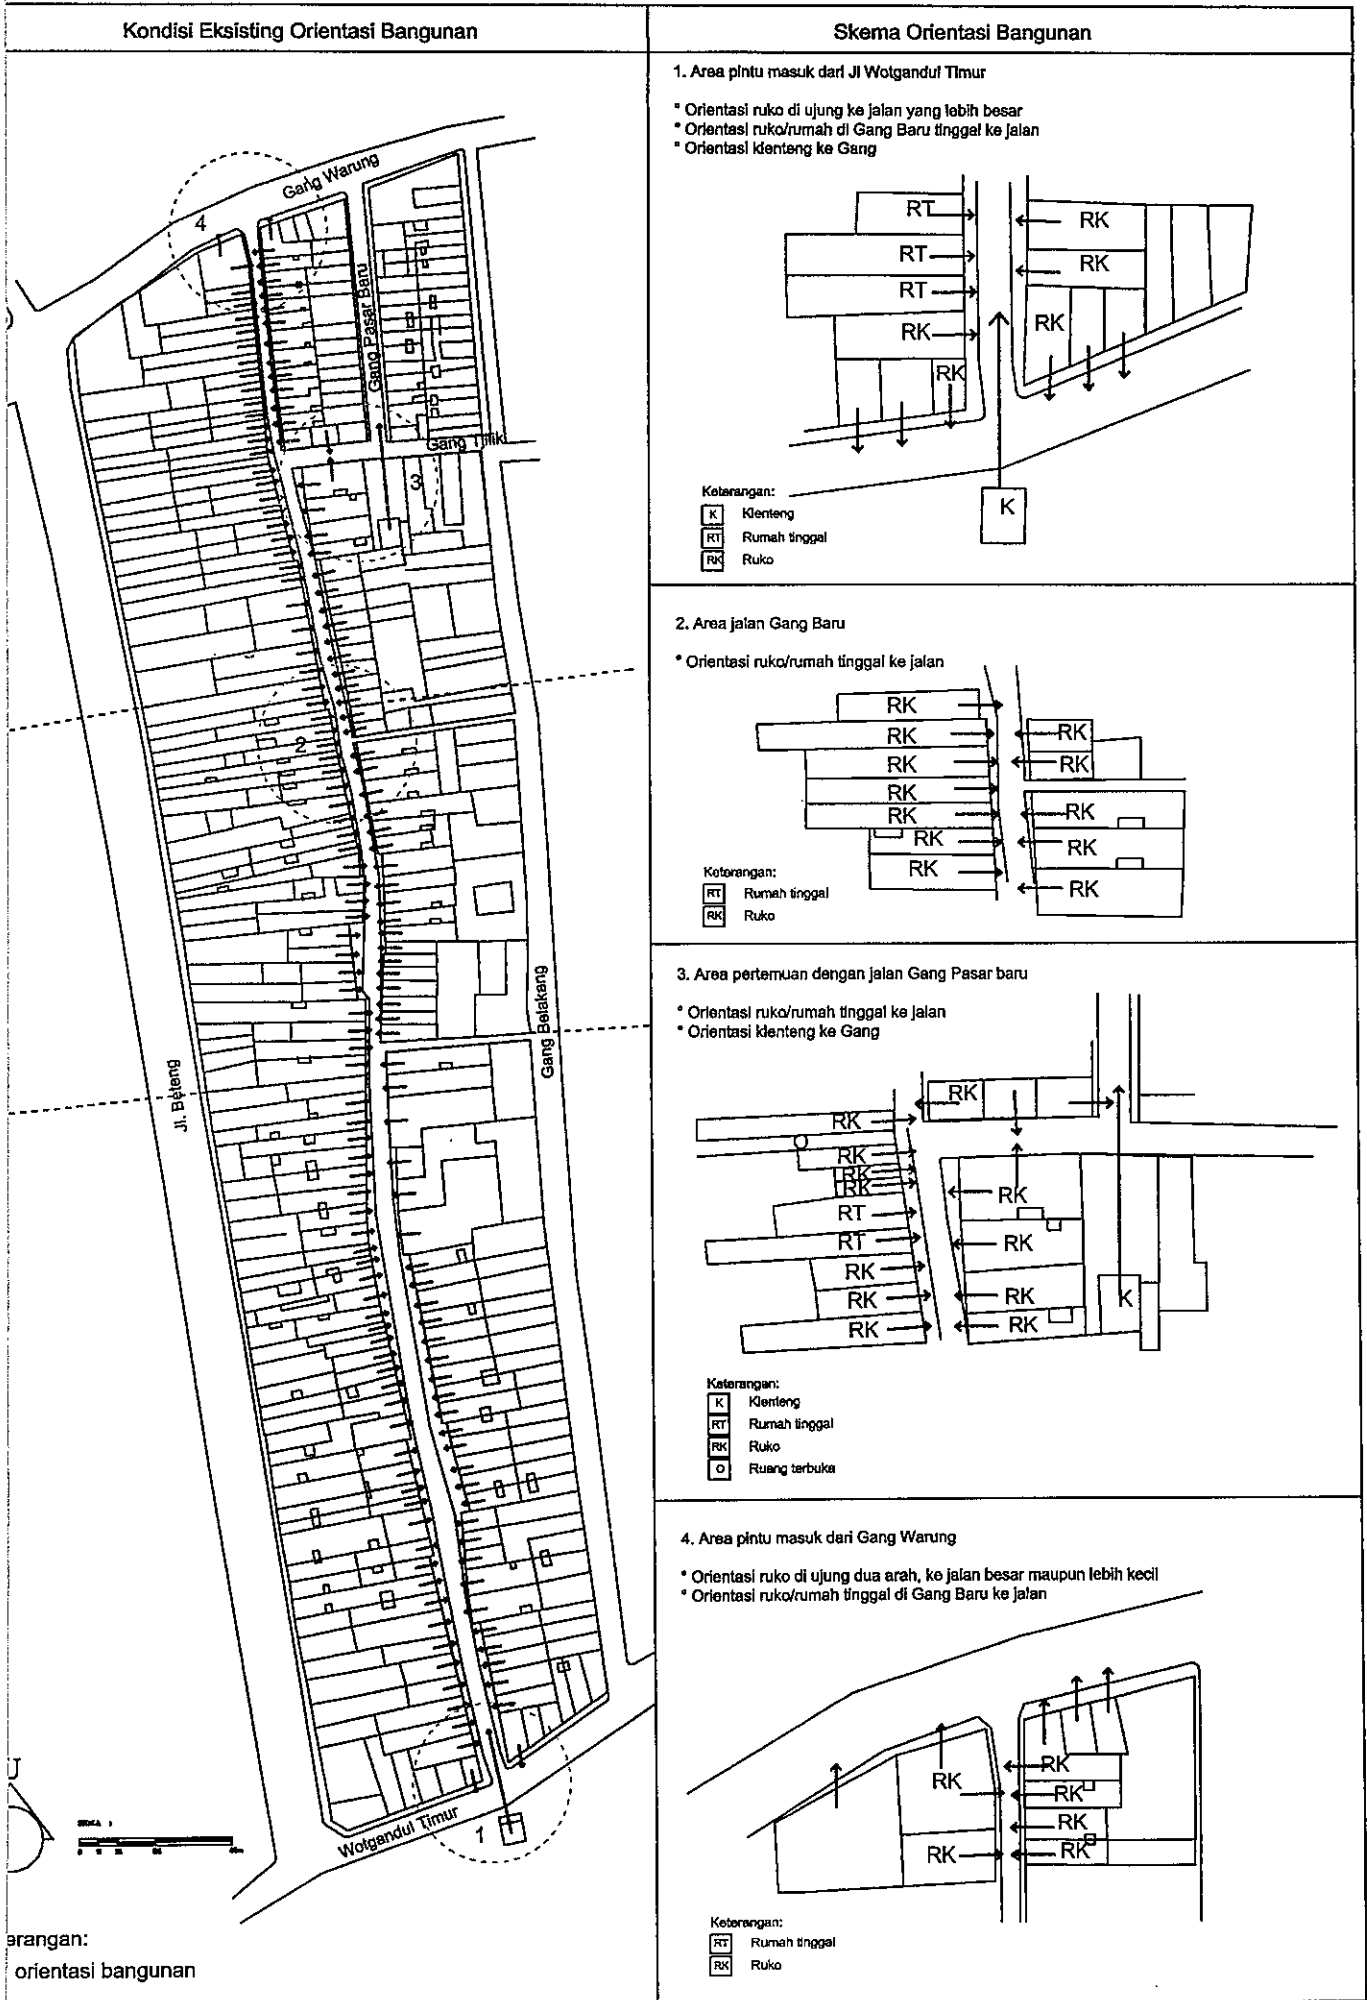 Kondisi Eksisting Orientasi Bangunan
Gang Warung
4
Gang Pasar Baru
Gang Tilik
3
2
Gang Belakang
Jl. Beteng
Wotgandul Timur
1
U
erangan:
orientasi bangunan
Skema Orientasi Bangunan
1. Area pintu masuk dari Jl Wotgandul Timur
* Orientasi ruko di ujung ke jalan yang lebih besar
* Orientasi ruko/rumah di Gang Baru tinggal ke jalan
* Orientasi klenteng ke Gang
RT
RK
RT
RK
RT
RK
RK
RK
K
Keterangan:
K Klenteng
RT Rumah tinggal
RK Ruko
2. Area jalan Gang Baru
* Orientasi ruko/rumah tinggal ke jalan
RK
RK
RK
RK
RK
RK
RK
RK
RK
RK
RK
RK
Keterangan:
RT Rumah tinggal
RK Ruko
3. Area pertemuan dengan jalan Gang Pasar baru
* Orientasi ruko/rumah tinggal ke jalan
* Orientasi klenteng ke Gang
RK
RK
O
RK
RK
RK
RK
RT
RT
RK
RK
RK
RK
RK
K
RK
Keterangan:
K Klenteng
RT Rumah tinggal
RK Ruko
O Ruang terbuka
4. Area pintu masuk dari Gang Warung
* Orientasi ruko di ujung dua arah, ke jalan besar maupun lebih kecil
* Orientasi ruko/rumah tinggal di Gang Baru ke jalan
RK
RK
RK
RK
RK
RK
Keterangan:
RT Rumah tinggal
RK Ruko